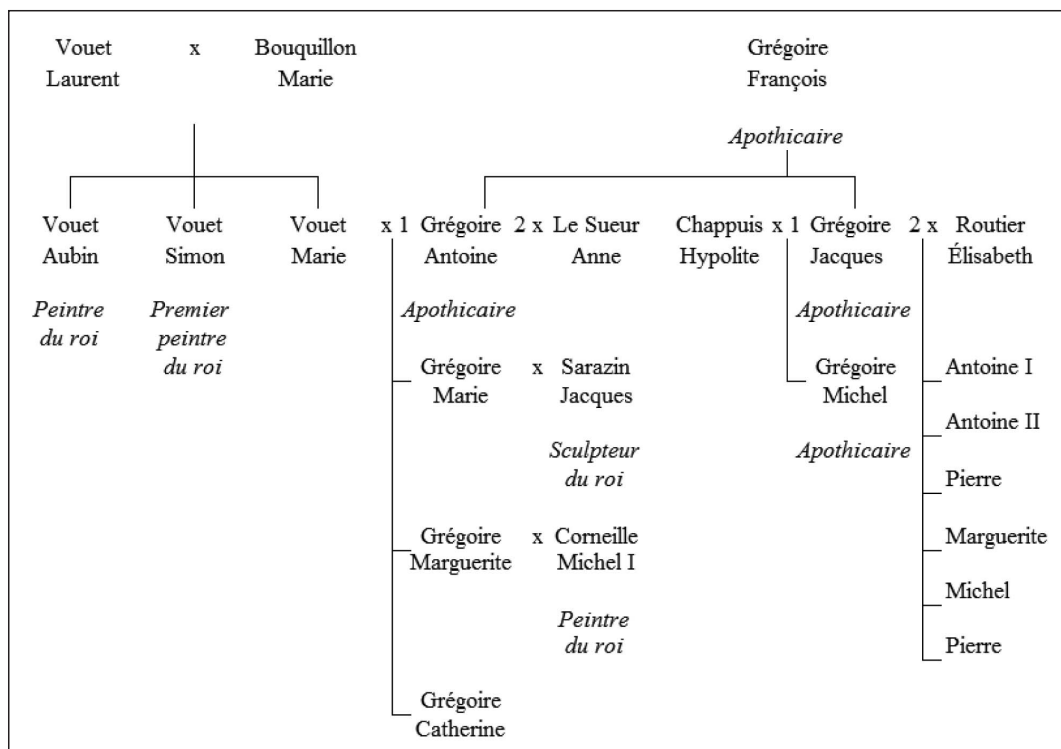 Vouet x Bouquillon Grégoire
Laurent Marie François
Apothicaire
Vouet Vouet Vouet x 1 Grégoire 2 x Le Sueur Chappuis x 1 Grégoire 2 x Routier
Aubin Simon Marie Antoine Anne Hypolite Jacques Élisabeth
Peintre Premier Apothicaire Apothicaire
du roi peintre
du roi
Grégoire x Sarazin Grégoire Antoine I
Marie Jacques Michel
Antoine II
Sculpteur Apothicaire
du roi Pierre
Grégoire x Corneille Marguerite
Marguerite Michel I
Michel
Peintre
du roi Pierre
Grégoire
Catherine